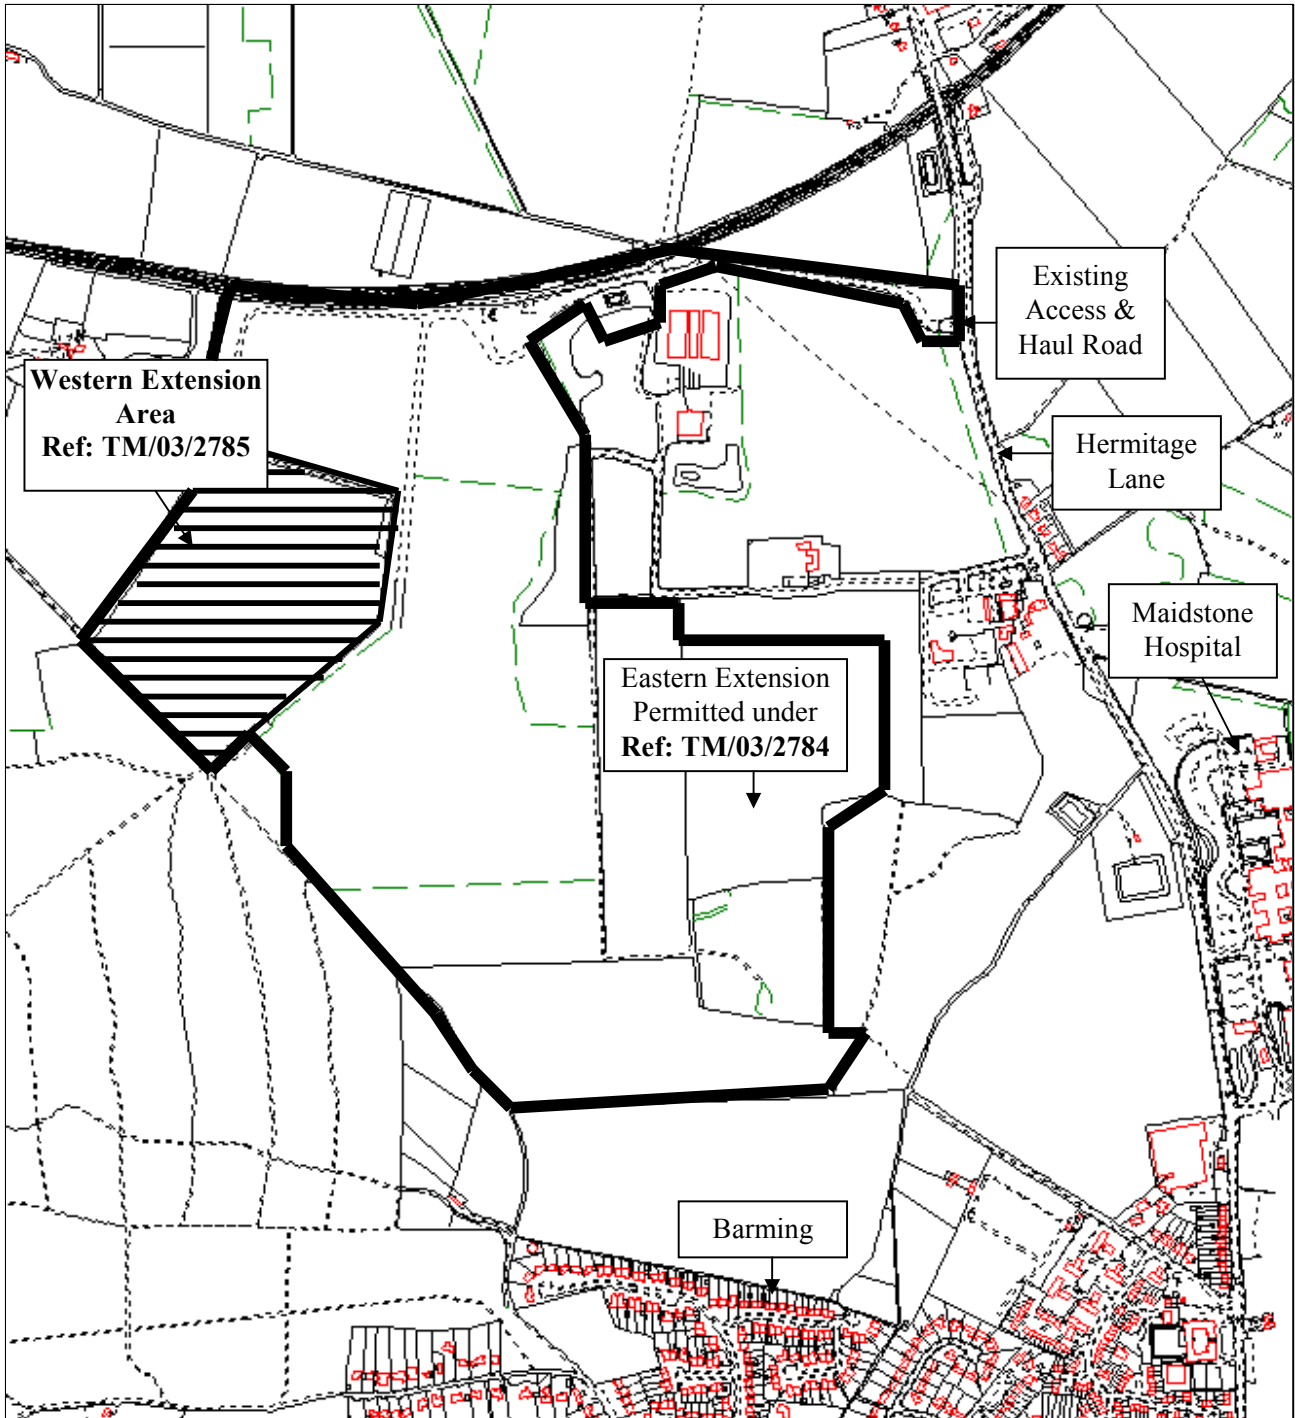 Existing
Access &
Haul Road
Western Extension
Area
Ref: TM/03/2785
Hermitage
Lane
Maidstone
Hospital
Eastern Extension
Permitted under
Ref: TM/03/2784
Barming